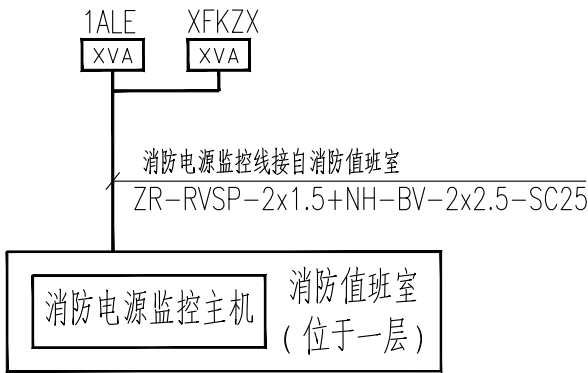 1ALE XFKZX
XVA XVA
消防电源监控线接自消防值班室
ZR-RVSP-2x1.5+NH-BV-2x2.5-SC25
消防电源监控主机
消防值班室
(位于一层)